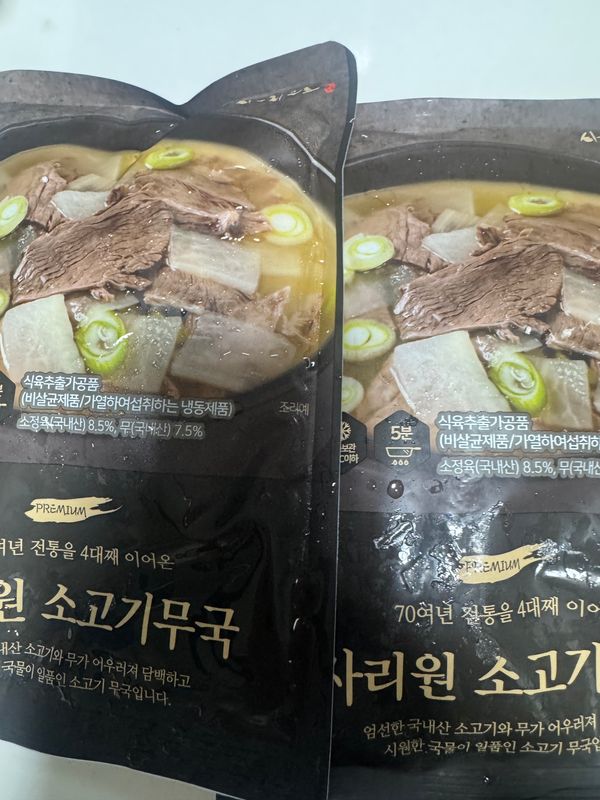 식육추출가공품
(비살균제품/가열하여섭취하는 냉동제품)
소정육(국내산) 8.5%, 무(국내산) 7.5%
조리예
PREMIUM
여년 전통을 4대째 이어온
원 소고기무국
내산 소고기와 무가 어우러져 담백하고
국물이 일품인 소고기 무국입니다.
보관
5분
식육추출가공품
(비살균제품/가열하여섭취하
소정육(국내산) 8.5%, 무(국내산
PREMIUM
70여년 전통을 4대째 이어
사리원 소고기
엄선한 국내산 소고기와 무가 어우러져
시원한 국물이 일품인 소고기 무국입